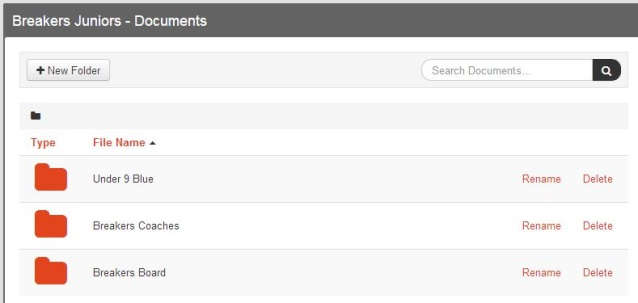 Breakers Juniors - Documents
+ New Folder
Search Documents...
Type File Name
Under 9 Blue Rename Delete
Breakers Coaches Rename Delete
Breakers Board Rename Delete